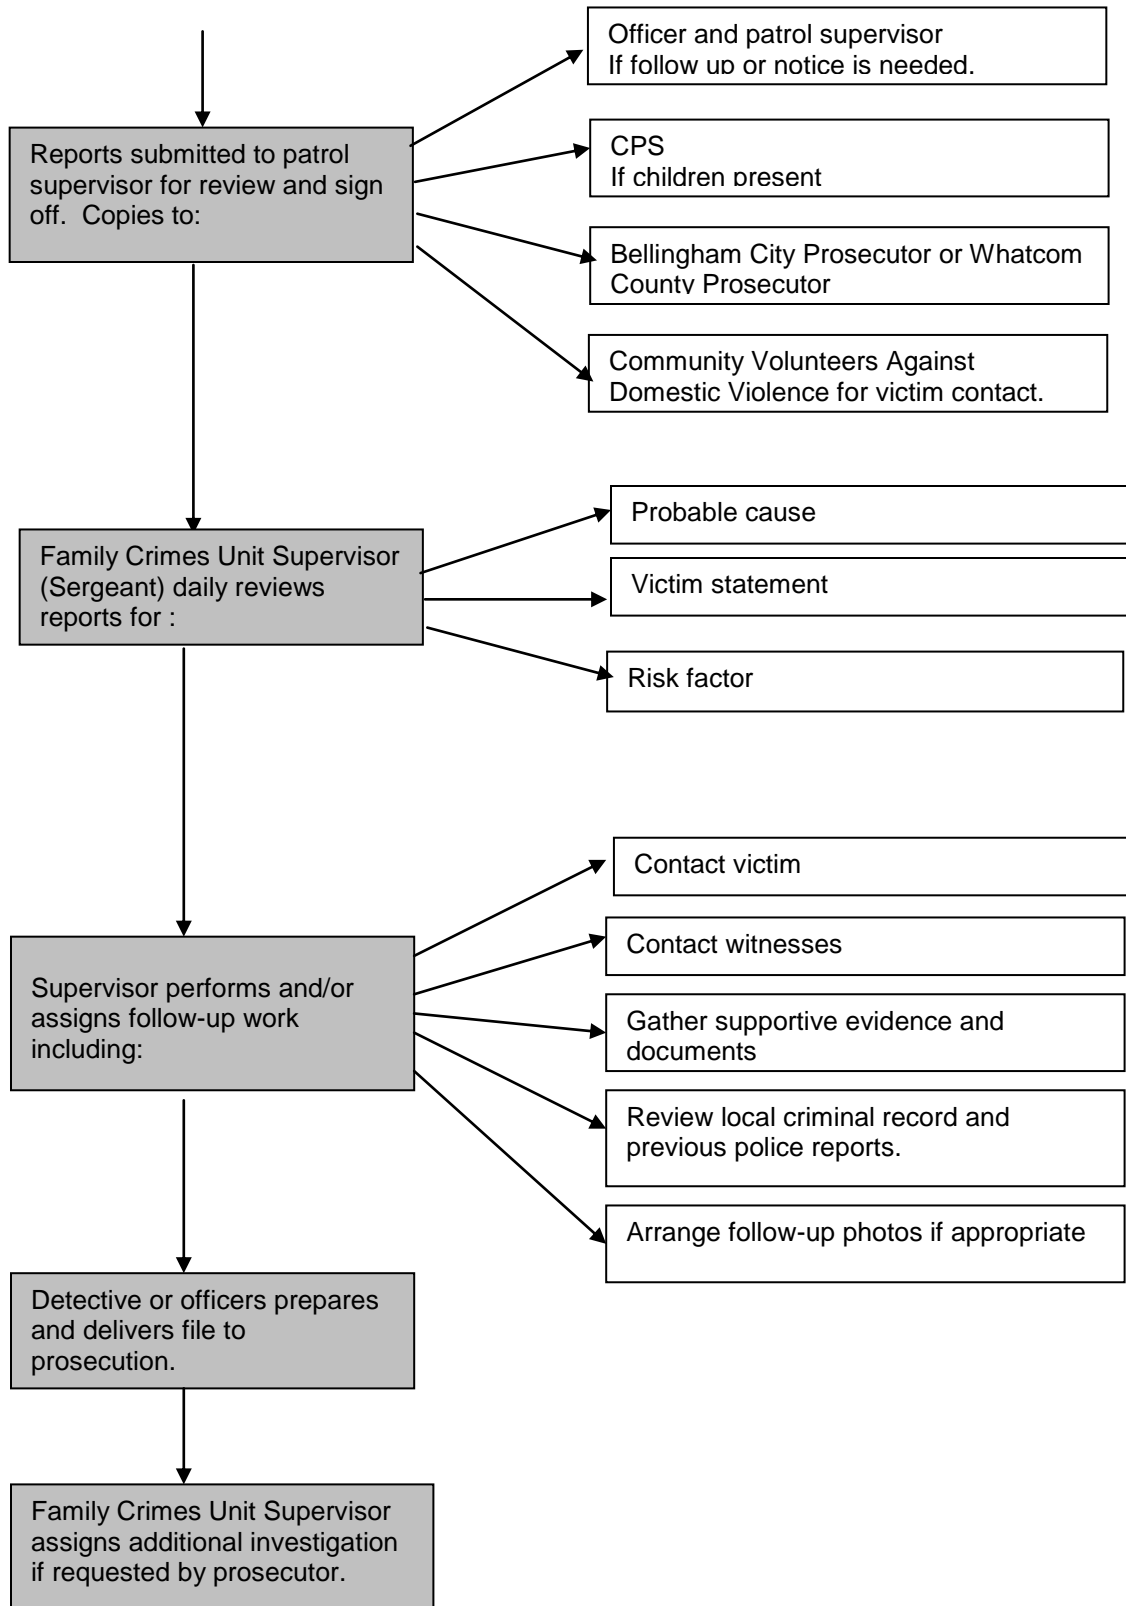 Officer and patrol supervisor
If follow up or notice is needed.
Reports submitted to patrol
supervisor for review and sign
off.  Copies to:
CPS
If children present
Bellingham City Prosecutor or Whatcom
County Prosecutor
Community Volunteers Against
Domestic Violence for victim contact.
Family Crimes Unit Supervisor
(Sergeant) daily reviews
reports for :
Probable cause
Victim statement
Risk factor
Supervisor performs and/or
assigns follow-up work
including:
Contact victim
Contact witnesses
Gather supportive evidence and
documents
Review local criminal record and
previous police reports.
Arrange follow-up photos if appropriate
Detective or officers prepares
and delivers file to
prosecution.
Family Crimes Unit Supervisor
assigns additional investigation
if requested by prosecutor.